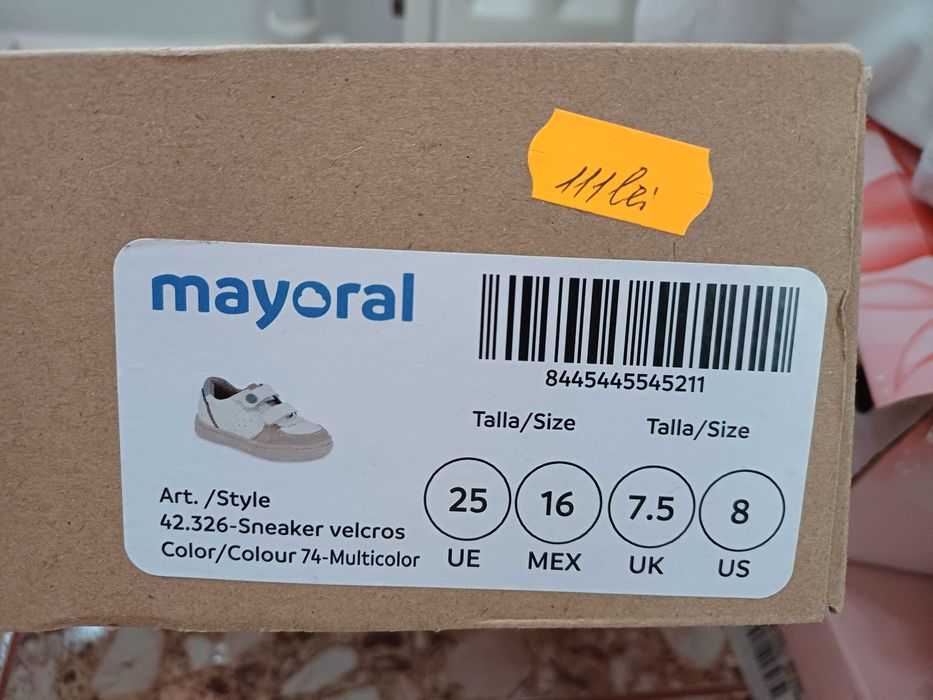 111 lei
mayoral
8445445545211
Talla/Size Talla/Size
Art. /Style
42.326-Sneaker velcros
Color/Colour 74-Multicolor
25 16 7.5 8
UE MEX UK US